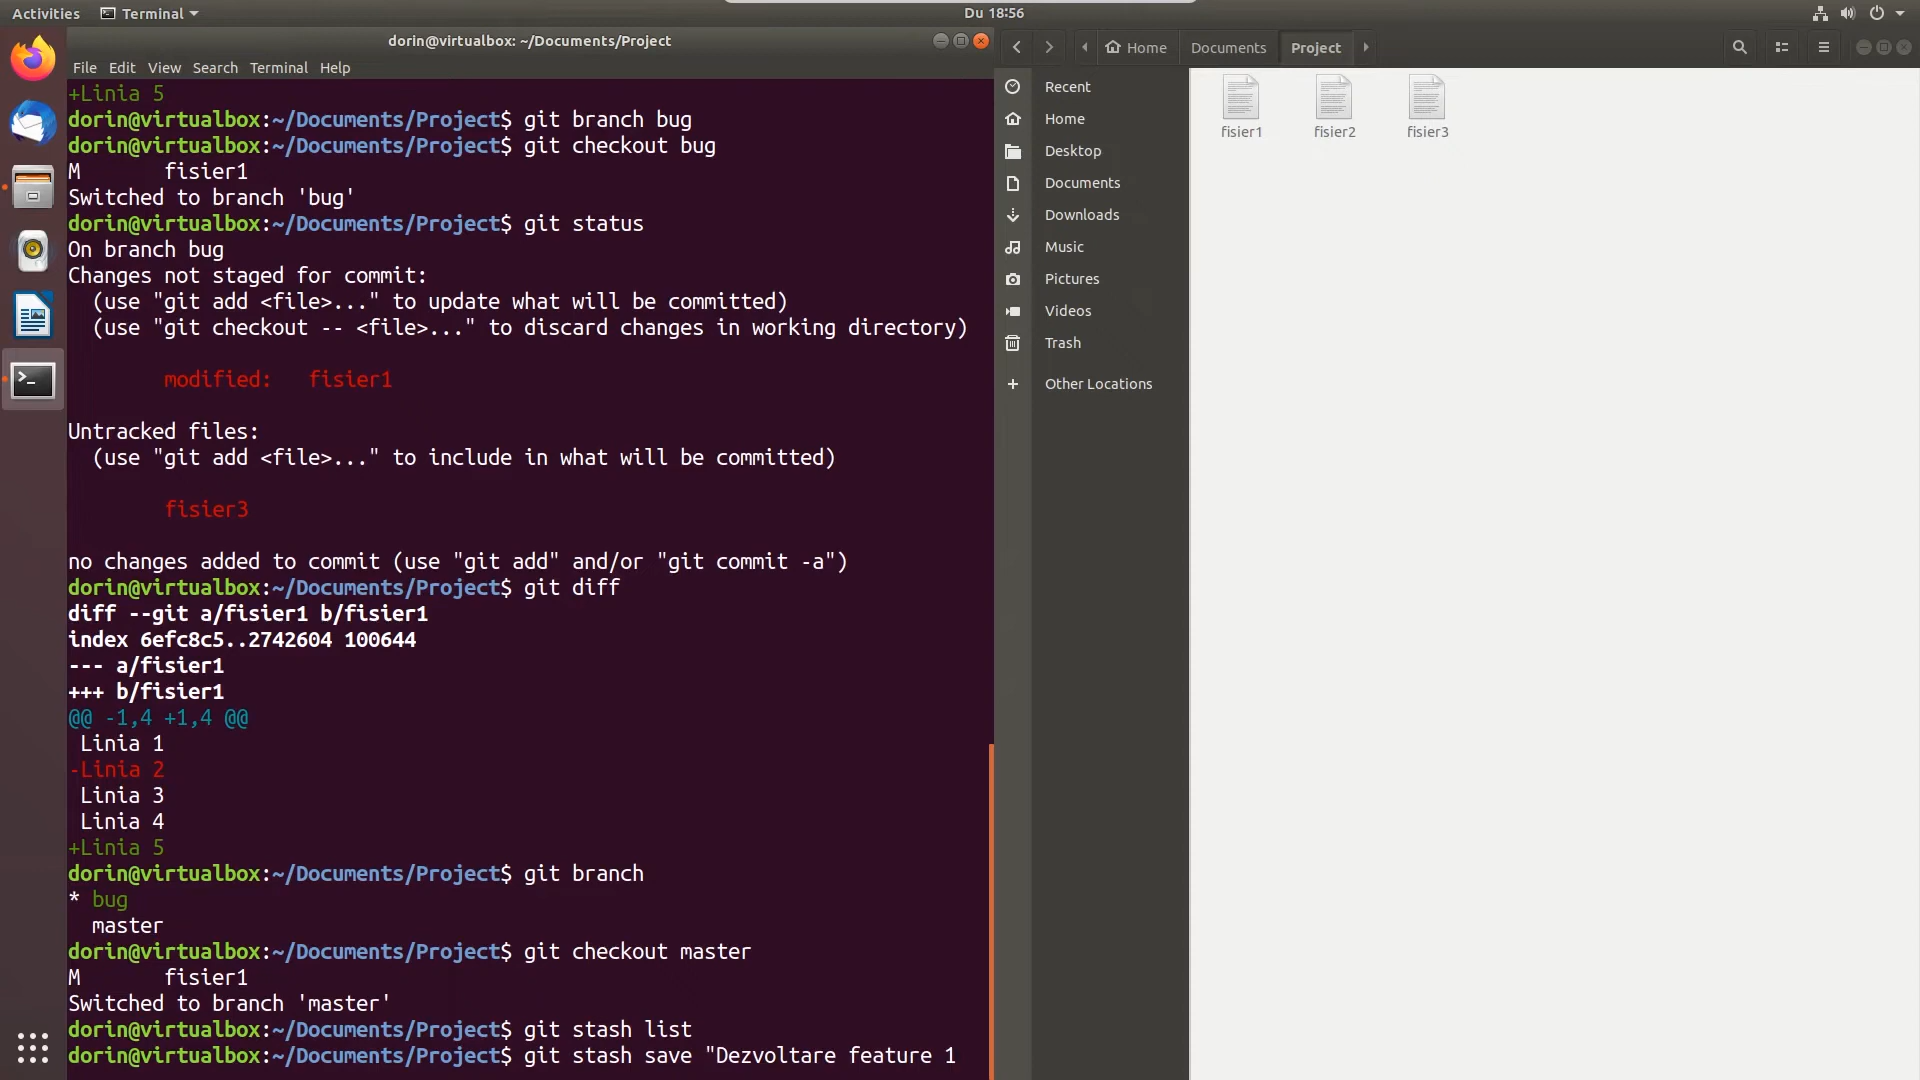 Activities
Terminal
Du 18:56
dorin@virtualbox: ~/Documents/Project
File Edit View Search Terminal Help
+Linia 5
dorin@virtualbox:~/Documents/Project$ git branch bug
dorin@virtualbox:~/Documents/Project$ git checkout bug
M       fisier1
Switched to branch 'bug'
dorin@virtualbox:~/Documents/Project$ git status
On branch bug
Changes not staged for commit:
  (use "git add <file>..." to update what will be committed)
  (use "git checkout -- <file>..." to discard changes in working directory)
        modified:   fisier1
Untracked files:
  (use "git add <file>..." to include in what will be committed)
        fisier3
no changes added to commit (use "git add" and/or "git commit -a")
dorin@virtualbox:~/Documents/Project$ git diff
diff --git a/fisier1 b/fisier1
index 6efc8c5..2742604 100644
--- a/fisier1
+++ b/fisier1
@@ -1,4 +1,4 @@
 Linia 1
-Linia 2
 Linia 3
 Linia 4
+Linia 5
dorin@virtualbox:~/Documents/Project$ git branch
* bug
  master
dorin@virtualbox:~/Documents/Project$ git checkout master
M       fisier1
Switched to branch 'master'
dorin@virtualbox:~/Documents/Project$ git stash list
dorin@virtualbox:~/Documents/Project$ git stash save "Dezvoltare feature 1
Home
Documents
Project
Recent
Home
Desktop
Documents
Downloads
Music
Pictures
Videos
Trash
+ Other Locations
fisier1
fisier2
fisier3